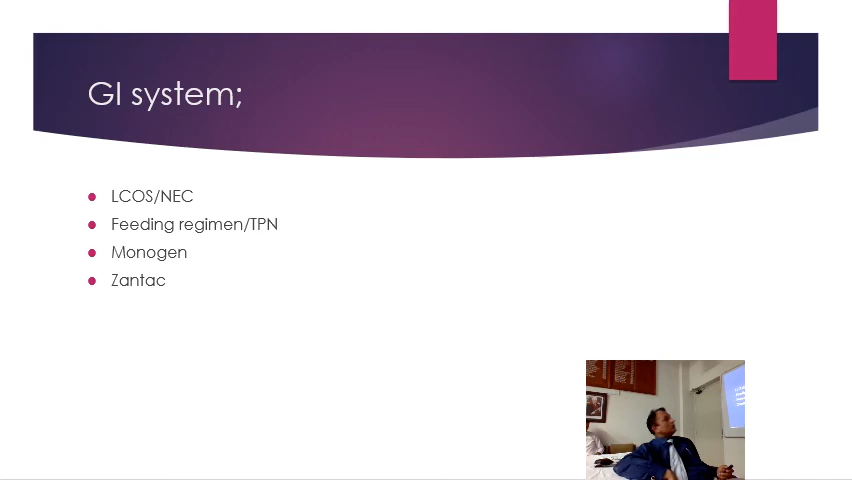 GI system;
LCOS/NEC
Feeding regimen/TPN
Monogen
Zantac